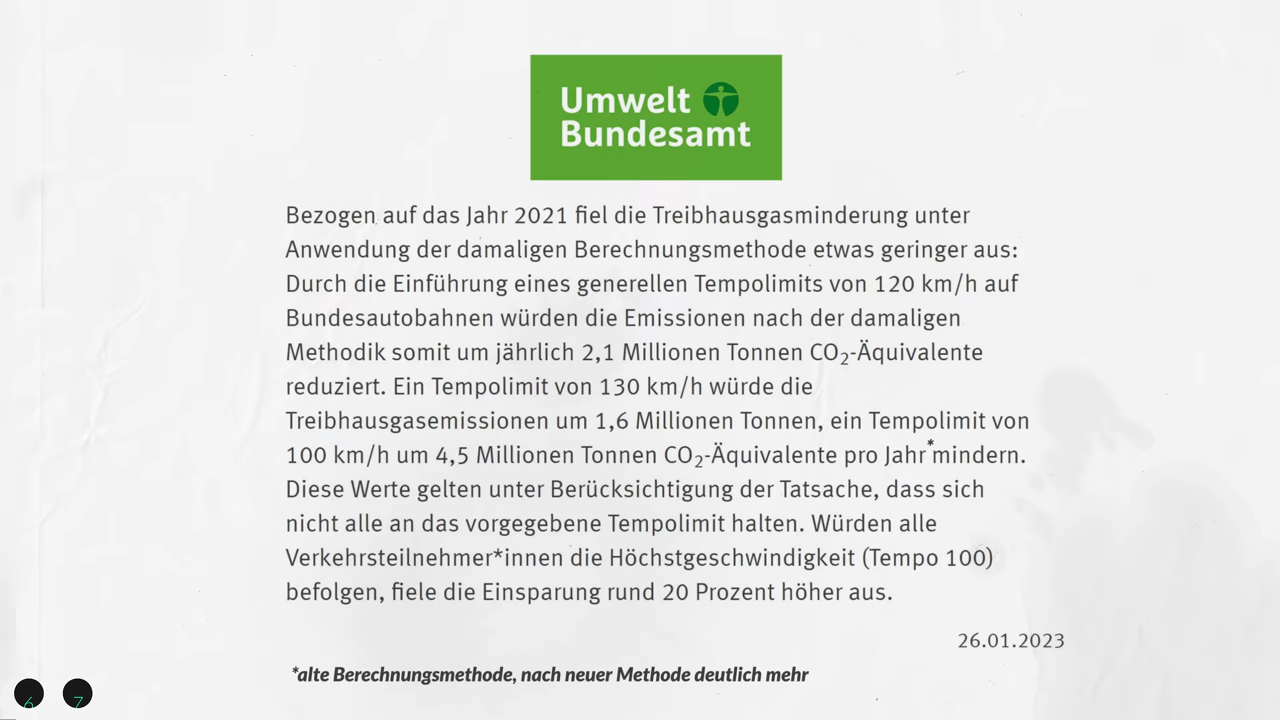 Umwelt
Bundesamt
Bezogen auf das Jahr 2021 fiel die Treibhausgasminderung unter
Anwendung der damaligen Berechnungsmethode etwas geringer aus:
Durch die Einführung eines generellen Tempolimits von 120 km/h auf
Bundesautobahnen würden die Emissionen nach der damaligen
Methodik somit um jährlich 2,1 Millionen Tonnen CO₂-Äquivalente
reduziert. Ein Tempolimit von 130 km/h würde die
Treibhausgasemissionen um 1,6 Millionen Tonnen, ein Tempolimit von
100 km/h um 4,5 Millionen Tonnen CO₂-Äquivalente pro Jahr*mindern.
Diese Werte gelten unter Berücksichtigung der Tatsache, dass sich
nicht alle an das vorgegebene Tempolimit halten. Würden alle
Verkehrsteilnehmer*innen die Höchstgeschwindigkeit (Tempo 100)
befolgen, fiele die Einsparung rund 20 Prozent höher aus.
26.01.2023
*alte Berechnungsmethode, nach neuer Methode deutlich mehr
6 7